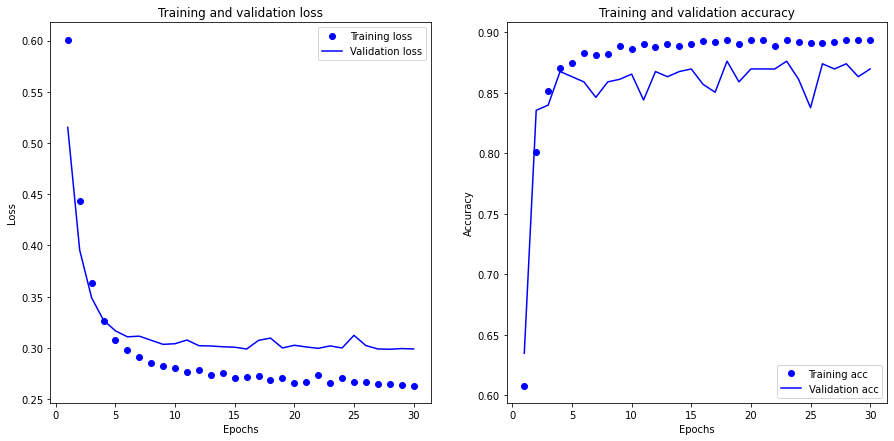 Training and validation loss
Training loss
Validation loss
0.60
0.55
0.50
0.45
0.40
0.35
0.30
0.25
Loss
0 5 10 15 20 25 30
Epochs
Training and validation accuracy
0.90
0.85
0.80
0.75
0.70
0.65
0.60
Accuracy
Training acc
Validation acc
0 5 10 15 20 25 30
Epochs